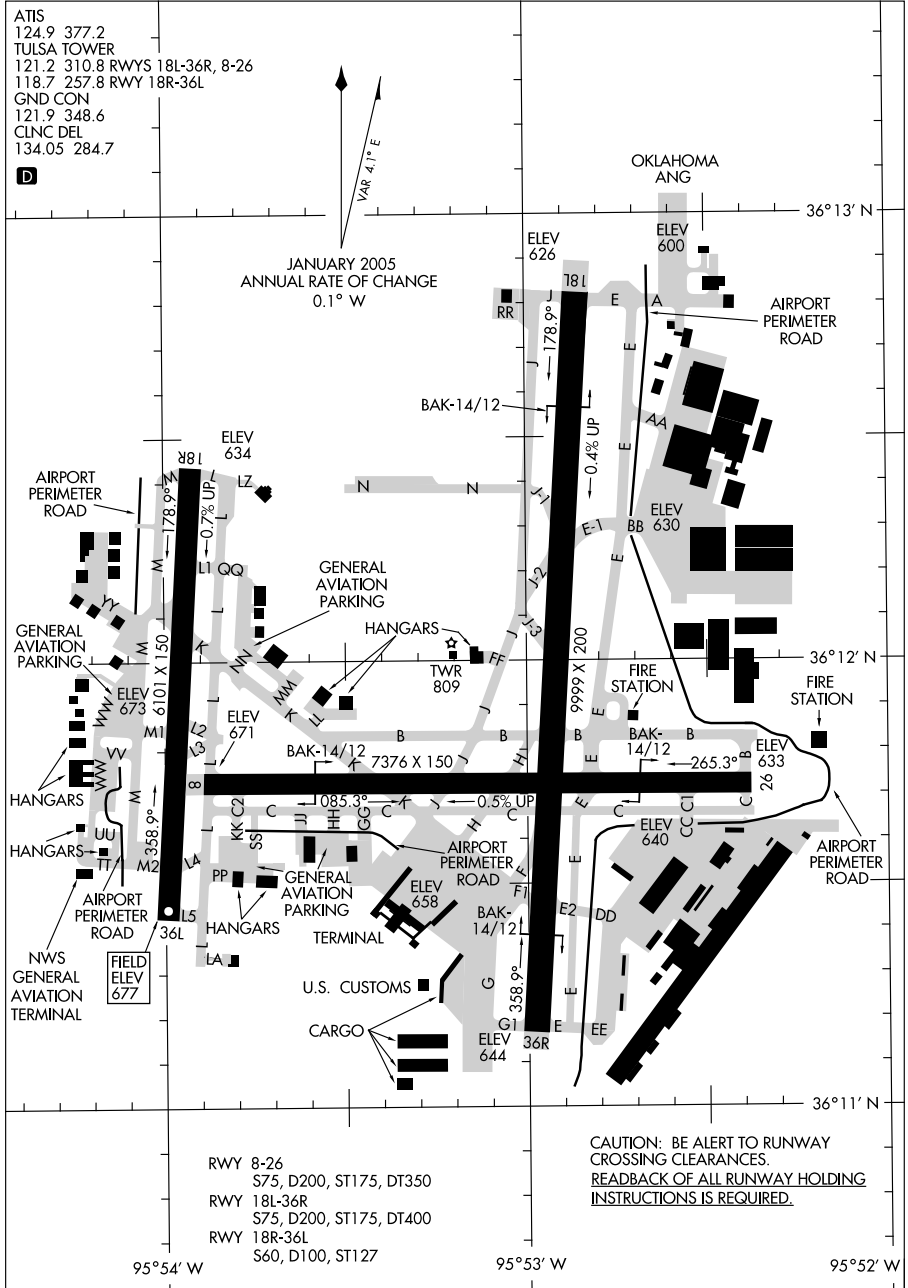 ATIS
124.9 377.2
TULSA TOWER
121.2 310.8 RWYS 18L-36R, 8-26
118.7 257.8 RWY 18R-36L
GND CON
121.9 348.6
CLNC DEL
134.05 284.7
D
VAR 4.1° E
JANUARY 2005
ANNUAL RATE OF CHANGE
0.1° W
OKLAHOMA
ANG
36°13' N
ELEV
626
ELEV
600
18L
J
E
A
RR
178.9°
AIRPORT
PERIMETER
ROAD
E
J
E
BAK-14/12
AA
0.4% UP
E
ELEV
634
18R
W
L
LZ
AIRPORT
PERIMETER
ROAD
178.9°
0.7% UP
L
N
N
J-1
E-1
BB
ELEV
630
M
L1
QQ
E
J-2
GENERAL
AVIATION
PARKING
YY
L
J-3
J
HANGARS
GENERAL
AVIATION
PARKING
M
K
NN
FF
TWR
809
36°12' N
6101 X 150
MM
9999 X 200
FIRE
STATION
FIRE
STATION
ELEV
673
WW
K
LL
J
E
M1
L2
L3
ELEV
671
B
B
B
B
H
BAK-14/12
K
7376 X 150
J
E
BAK-
14/12
265.3°
B
ELEV
633
VV
WW
M
8
26
HANGARS
085.3°
K
J
0.5% UP
E
C
C
C
C
C
CC1
L
KK
C2
SS
JJ
HH
GG
H
ELEV
640
HANGARS
UU
TT
358.9°
M2
L4
AIRPORT
PERIMETER
ROAD
E
AIRPORT
PERIMETER
ROAD
PP
GENERAL
AVIATION
PARKING
F
F1
ELEV
658
BAK-
14/12
E2
DD
AIRPORT
PERIMETER
ROAD
HANGARS
TERMINAL
L5
36L
L
LA
NWS
GENERAL
AVIATION
TERMINAL
FIELD
ELEV
677
U.S. CUSTOMS
G
358.9°
E
CARGO
G1
E
EE
36R
ELEV
644
36°11' N
RWY 8-26
S75, D200, ST175, DT350
RWY 18L-36R
S75, D200, ST175, DT400
RWY 18R-36L
S60, D100, ST127
CAUTION: BE ALERT TO RUNWAY
CROSSING CLEARANCES.
READBACK OF ALL RUNWAY HOLDING
INSTRUCTIONS IS REQUIRED.
95°54' W
95°53' W
95°52' W